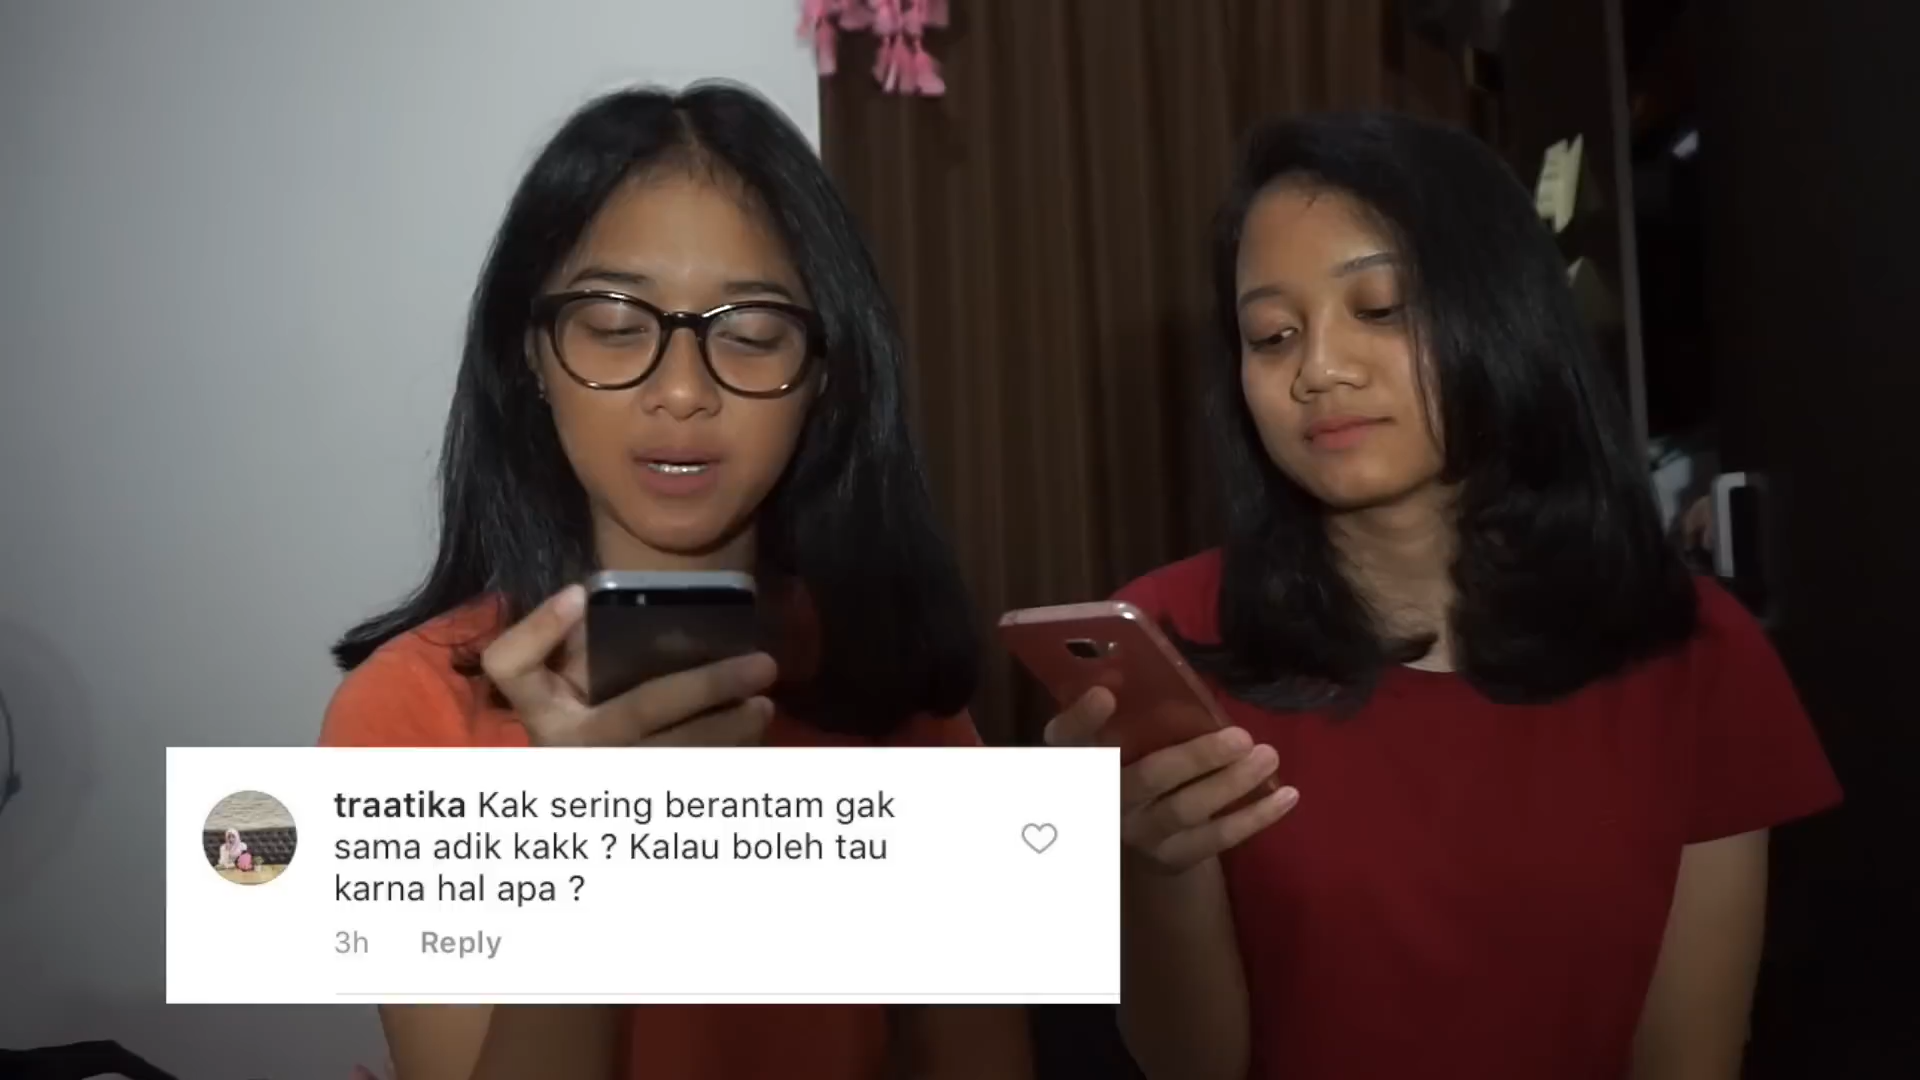 traatika Kak sering berantam gak
sama adik kakk ? Kalau boleh tau
karna hal apa ?
3h Reply